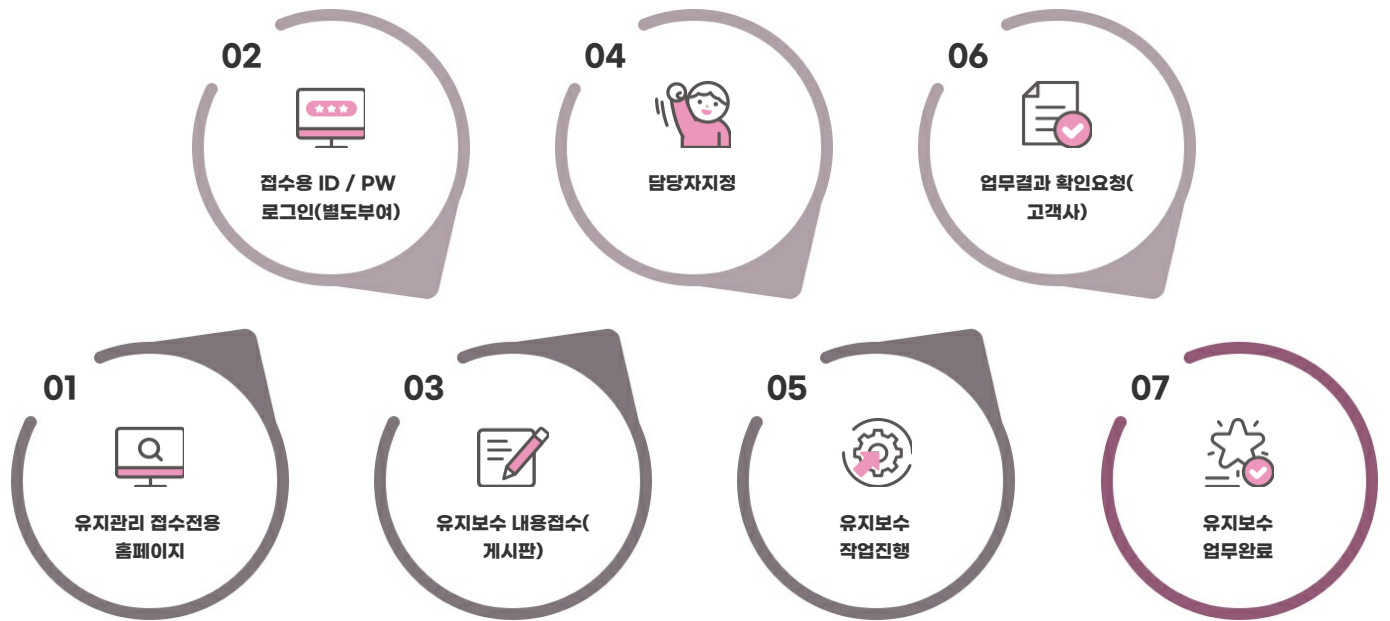 01
유지관리 접수전용
홈페이지
02
접수용 ID / PW
로그인(별도부여)
03
유지보수 내용접수(
게시판)
04
담당자지정
05
유지보수
작업진행
06
업무결과 확인요청(
고객사)
07
유지보수
업무완료